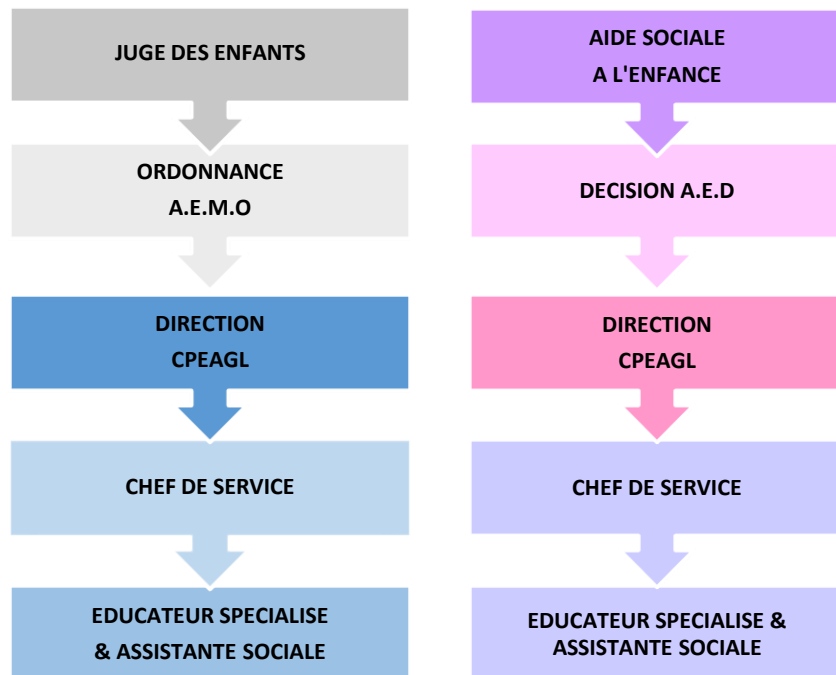 JUGE DES ENFANTS
ORDONNANCE
A.E.M.O
DIRECTION
CPEAGL
CHEF DE SERVICE
EDUCATEUR SPECIALISE
& ASSISTANTE SOCIALE
AIDE SOCIALE
A L'ENFANCE
DECISION A.E.D
DIRECTION
CPEAGL
CHEF DE SERVICE
EDUCATEUR SPECIALISE &
ASSISTANTE SOCIALE